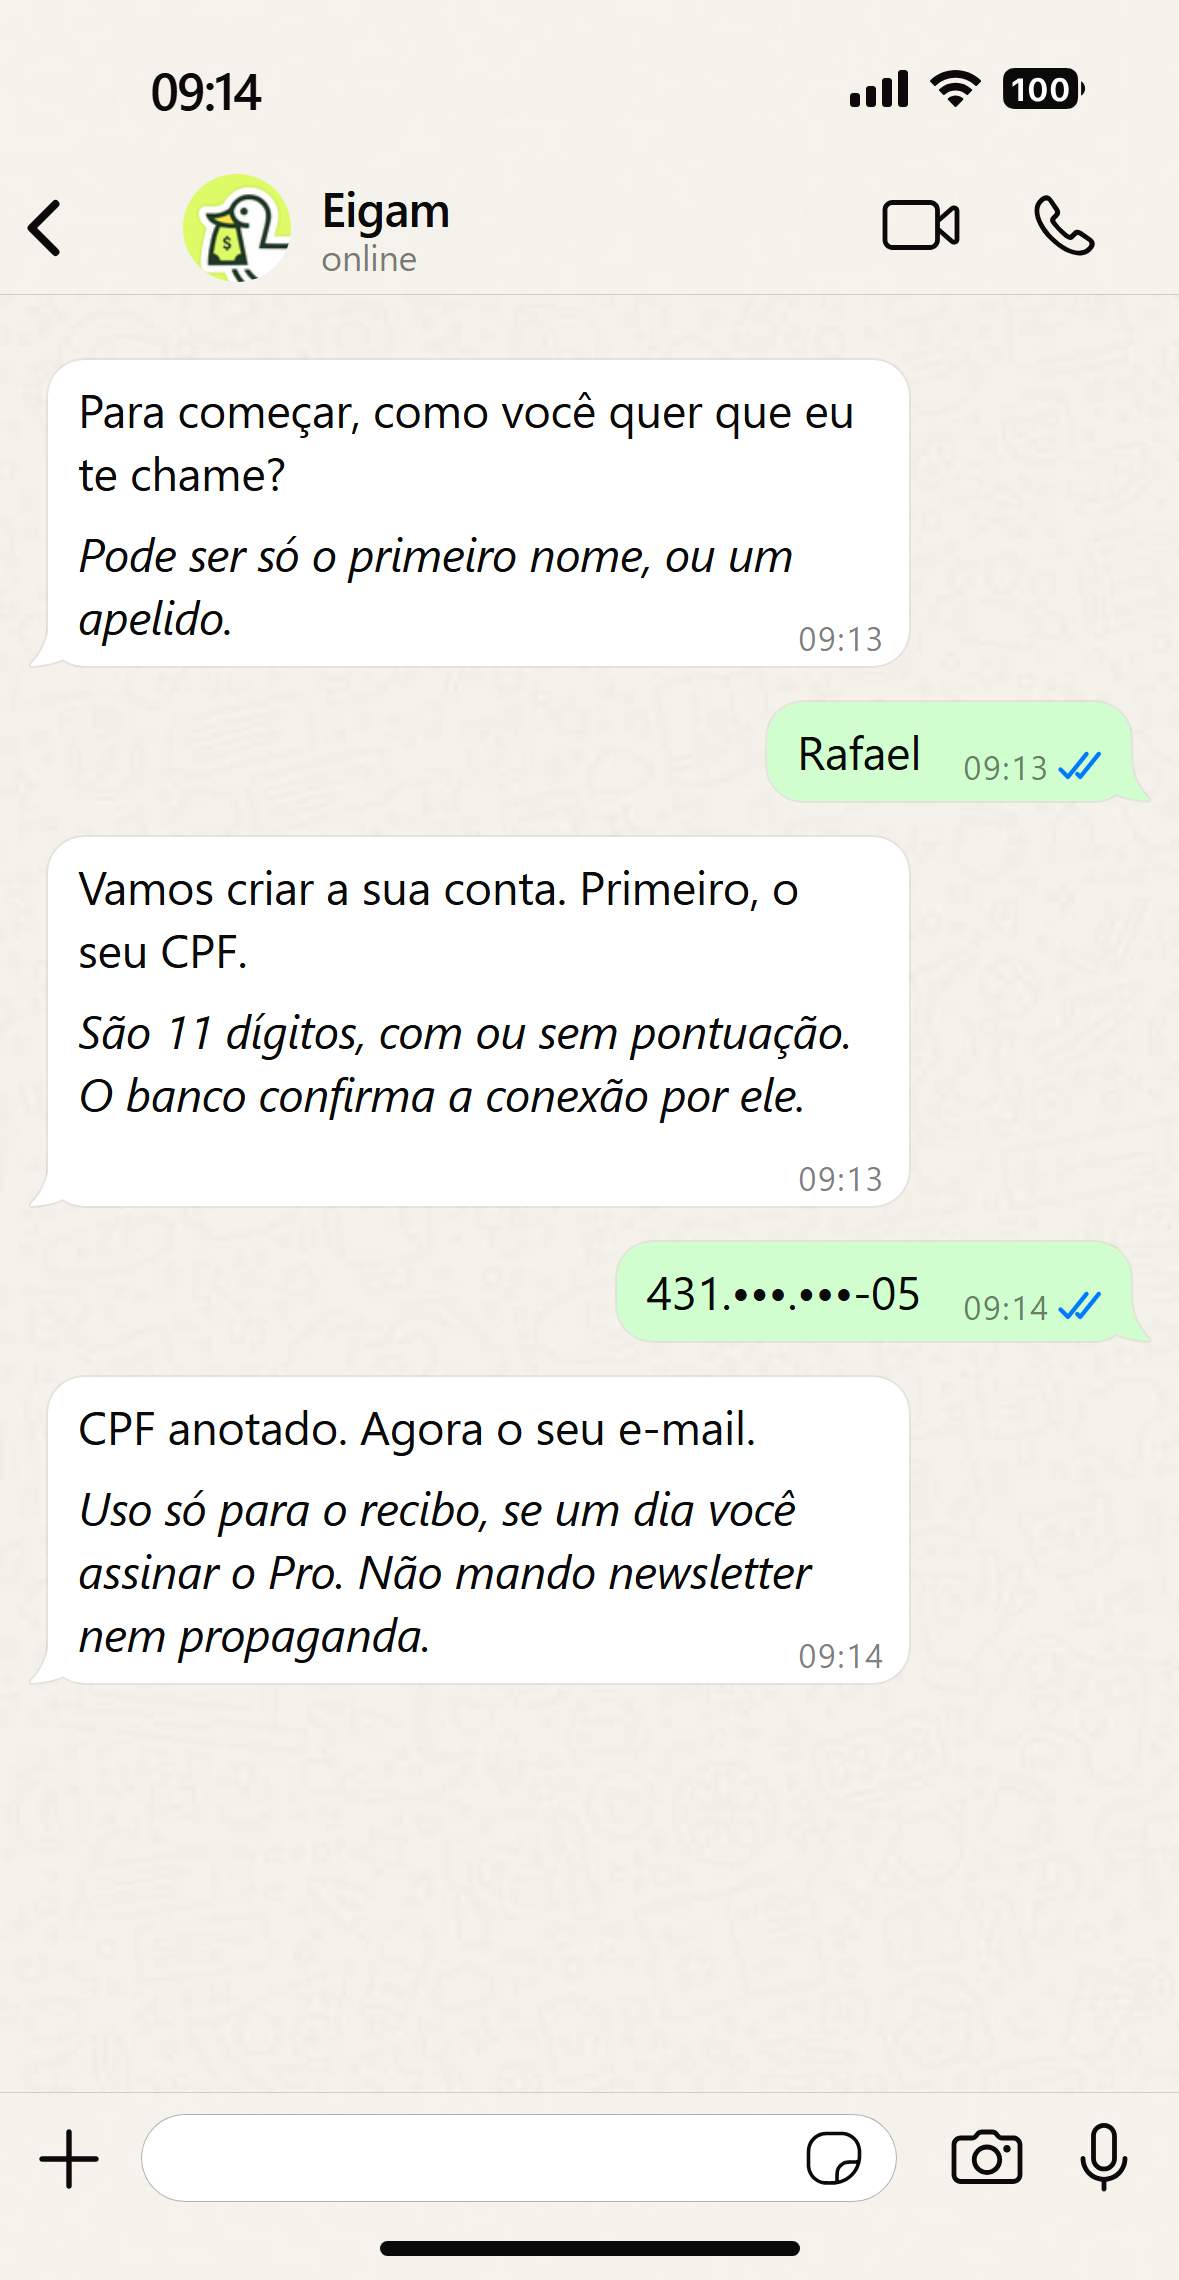 09:14
100
Eigam
online
$
Para começar, como você quer que eu
te chame?
Pode ser só o primeiro nome, ou um
apelido.
09:13
Rafael
09:13
Vamos criar a sua conta. Primeiro, o
seu CPF.
São 11 dígitos, com ou sem pontuação.
O banco confirma a conexão por ele.
09:13
431.•••.•••-05
09:14
CPF anotado. Agora o seu e-mail.
Uso só para o recibo, se um dia você
assinar o Pro. Não mando newsletter
nem propaganda.
09:14